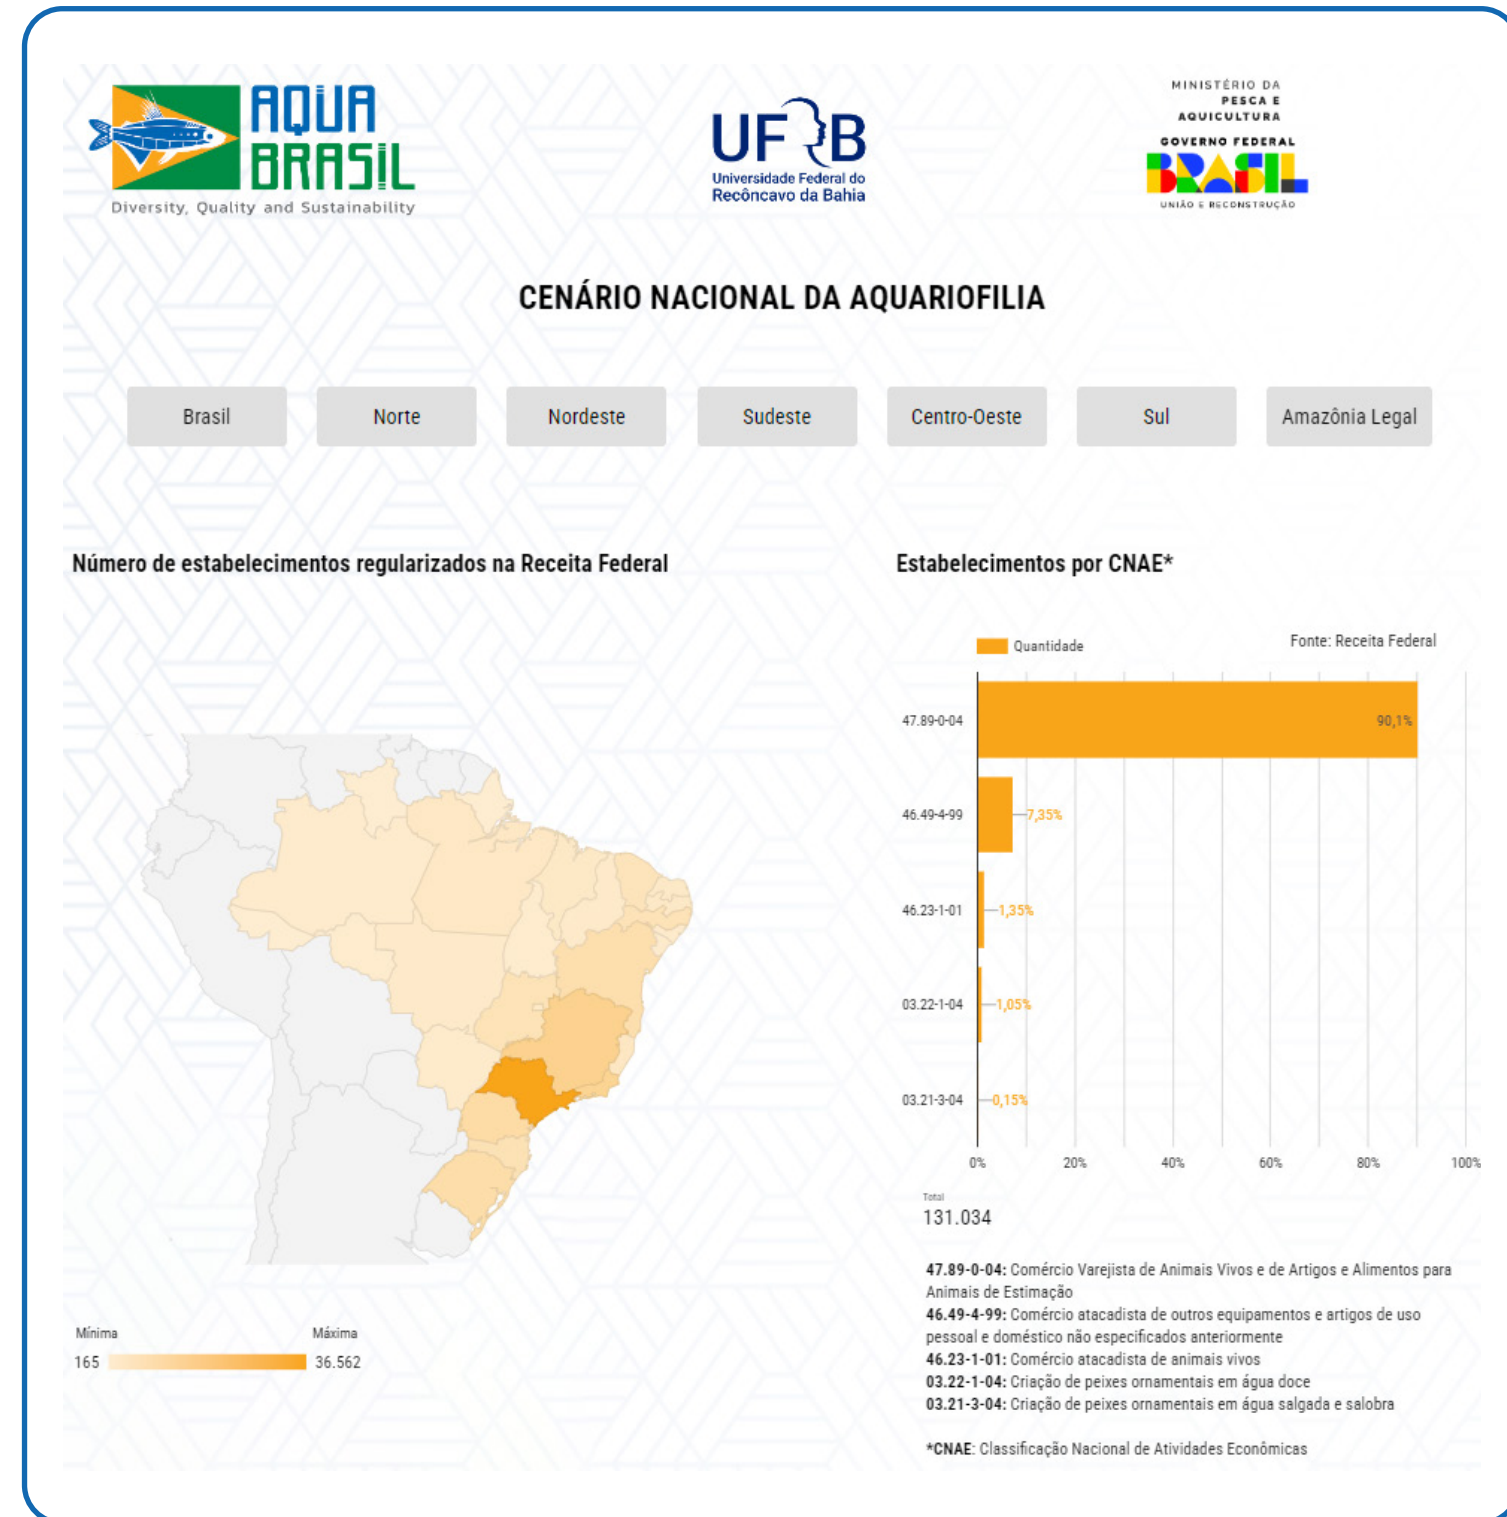 AQUA
BRASIL
Diversity, Quality and Sustainability
UFRB
Universidade Federal do
Recôncavo da Bahia
MINISTÉRIO DA
PESCA E
AQUICULTURA
GOVERNO FEDERAL
BRASIL
UNIÃO E RECONSTRUÇÃO
CENÁRIO NACIONAL DA AQUARIOFILIA
Brasil
Norte
Nordeste
Sudeste
Centro-Oeste
Sul
Amazônia Legal
Número de estabelecimentos regularizados na Receita Federal
Mínima
Máxima
165
36.562
Estabelecimentos por CNAE*
Quantidade
Fonte: Receita Federal
47.89-0-04
90,1%
46.49-4-99
7,35%
46.23-1-01
1,35%
03.22-1-04
1,05%
03.21-3-04
0,15%
0%
20%
40%
60%
80%
100%
Total
131.034
47.89-0-04: Comércio Varejista de Animais Vivos e de Artigos e Alimentos para
Animais de Estimação
46.49-4-99: Comércio atacadista de outros equipamentos e artigos de uso
pessoal e doméstico não especificados anteriormente
46.23-1-01: Comércio atacadista de animais vivos
03.22-1-04: Criação de peixes ornamentais em água doce
03.21-3-04: Criação de peixes ornamentais em água salgada e salobra
*CNAE: Classificação Nacional de Atividades Econômicas